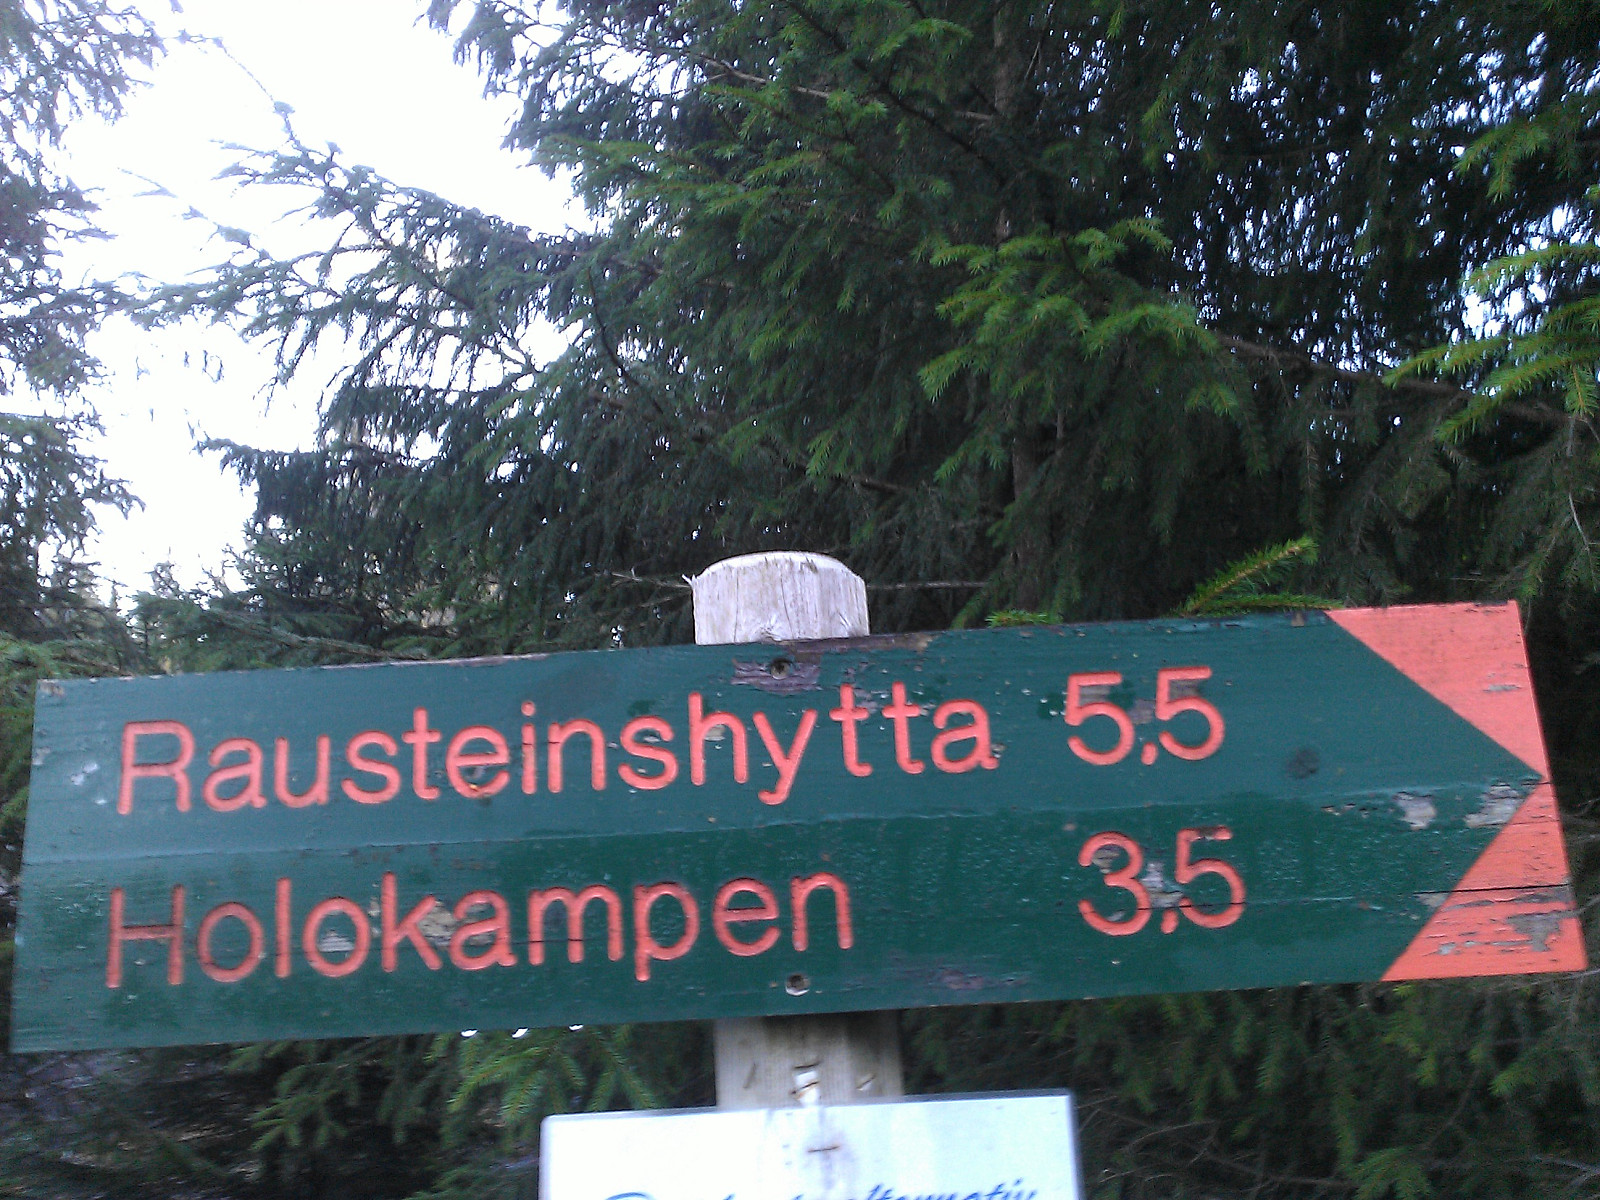 Rausteinshytta 5,5
Holokampen 3,5